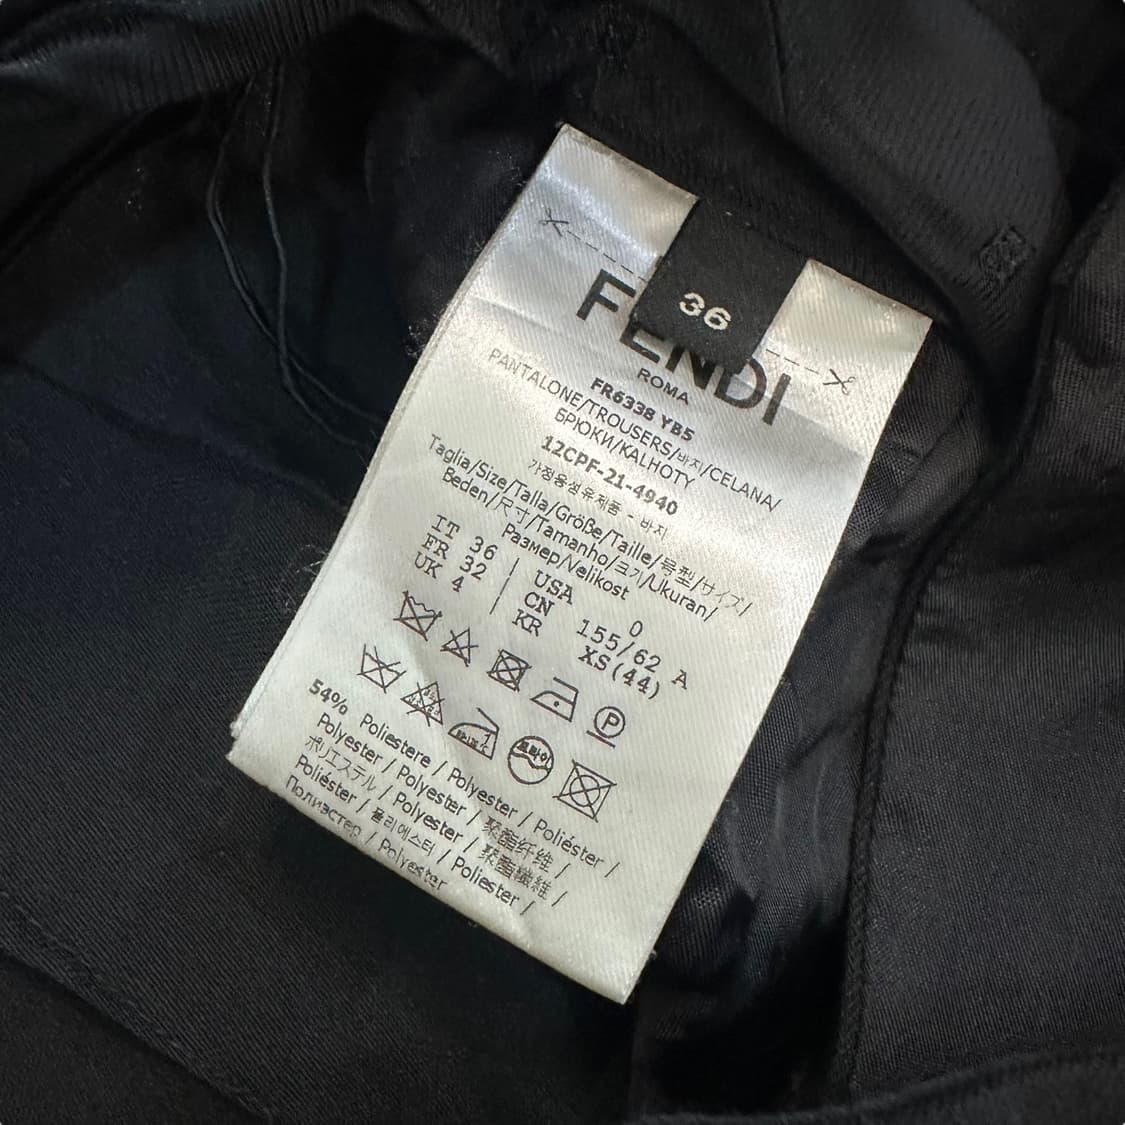 36
FENDI
ROMA
FR6338 YB5
PANTALONE/TROUSERS/바지/CELANA/
БРЮКИ/KALHOTY
12CPF-21-4940
가정용섬유제품 - 바지
Taglia/Size/Talla/Größe/Taille/号型/サイズ/
Beden/尺寸/Tamanho/크기/Ukuran/
Размер/Velikost
IT 36 | USA 0
FR 32 | CN 155/62 A
UK 4 | KR XS(44)
P
드라이
54% Poliestere / Polyester / Poliéster /
Polyester / Polyester / 聚酯纤维 /
ポリエステル / Polyester / 聚酯纖維 /
Poliéster / 폴리에스터 / Poliester /
Полиэстер / Polyester